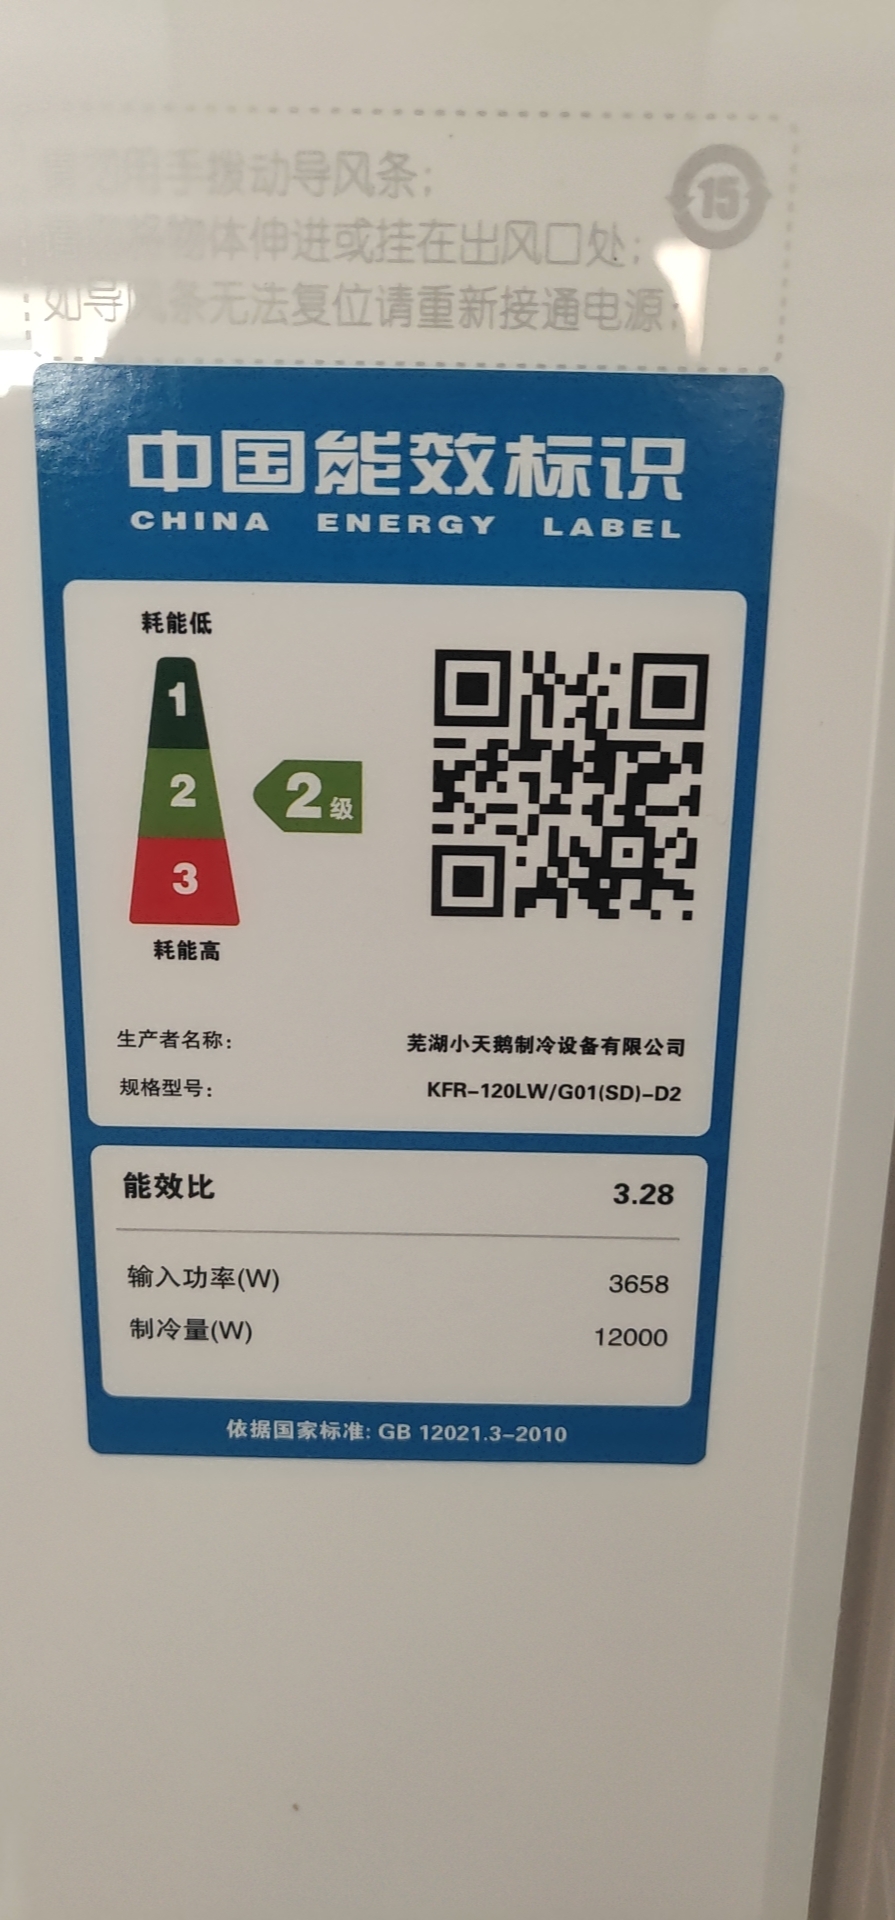 用手拨动导风条;
物体伸进或挂在出风口处;
如导风条无法复位请重新接通电源;
15
中国能效标识
CHINA ENERGY LABEL
耗能低
1
2
3
2级
耗能高
生产者名称: 芜湖小天鹅制冷设备有限公司
规格型号: KFR-120LW/G01(SD)-D2
能效比 3.28
输入功率(W) 3658
制冷量(W) 12000
依据国家标准: GB 12021.3-2010